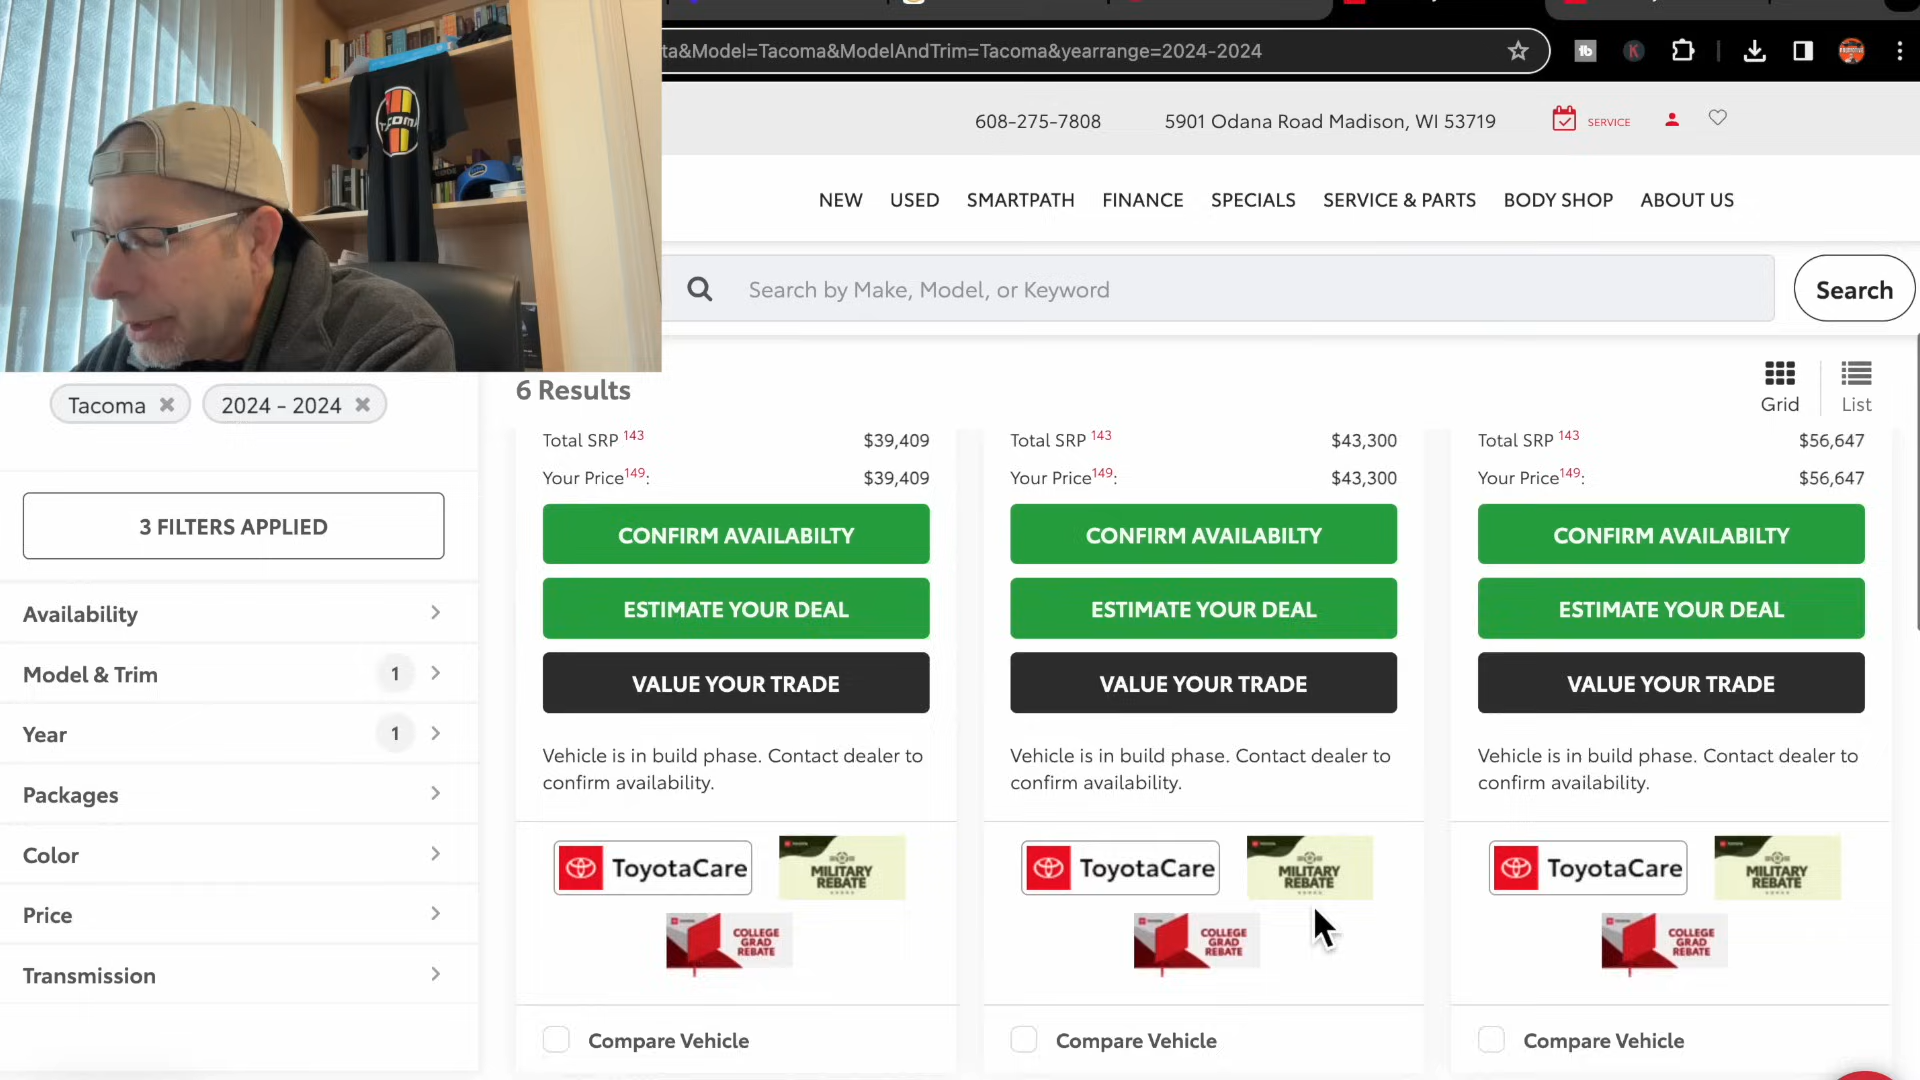 ta&Model=Tacoma&ModelAndTrim=Tacoma&yearrange=2024-2024
TACOMA
608-275-7808
5901 Odana Road Madison, WI 53719
SERVICE
NEW
USED
SMARTPATH
FINANCE
SPECIALS
SERVICE & PARTS
BODY SHOP
ABOUT US
Search by Make, Model, or Keyword
Search
6 Results
Grid
List
Tacoma
2024 - 2024
3 FILTERS APPLIED
Availability
Model & Trim 1
Year 1
Packages
Color
Price
Transmission
Total SRP 143 $39,409
Your Price149: $39,409
CONFIRM AVAILABILTY
ESTIMATE YOUR DEAL
VALUE YOUR TRADE
Vehicle is in build phase. Contact dealer to
confirm availability.
ToyotaCare
MILITARY
REBATE
COLLEGE
GRAD
REBATE
Compare Vehicle
Total SRP 143 $43,300
Your Price149: $43,300
CONFIRM AVAILABILTY
ESTIMATE YOUR DEAL
VALUE YOUR TRADE
Vehicle is in build phase. Contact dealer to
confirm availability.
ToyotaCare
MILITARY
REBATE
COLLEGE
GRAD
REBATE
Compare Vehicle
Total SRP 143 $56,647
Your Price149: $56,647
CONFIRM AVAILABILTY
ESTIMATE YOUR DEAL
VALUE YOUR TRADE
Vehicle is in build phase. Contact dealer to
confirm availability.
ToyotaCare
MILITARY
REBATE
COLLEGE
GRAD
REBATE
Compare Vehicle